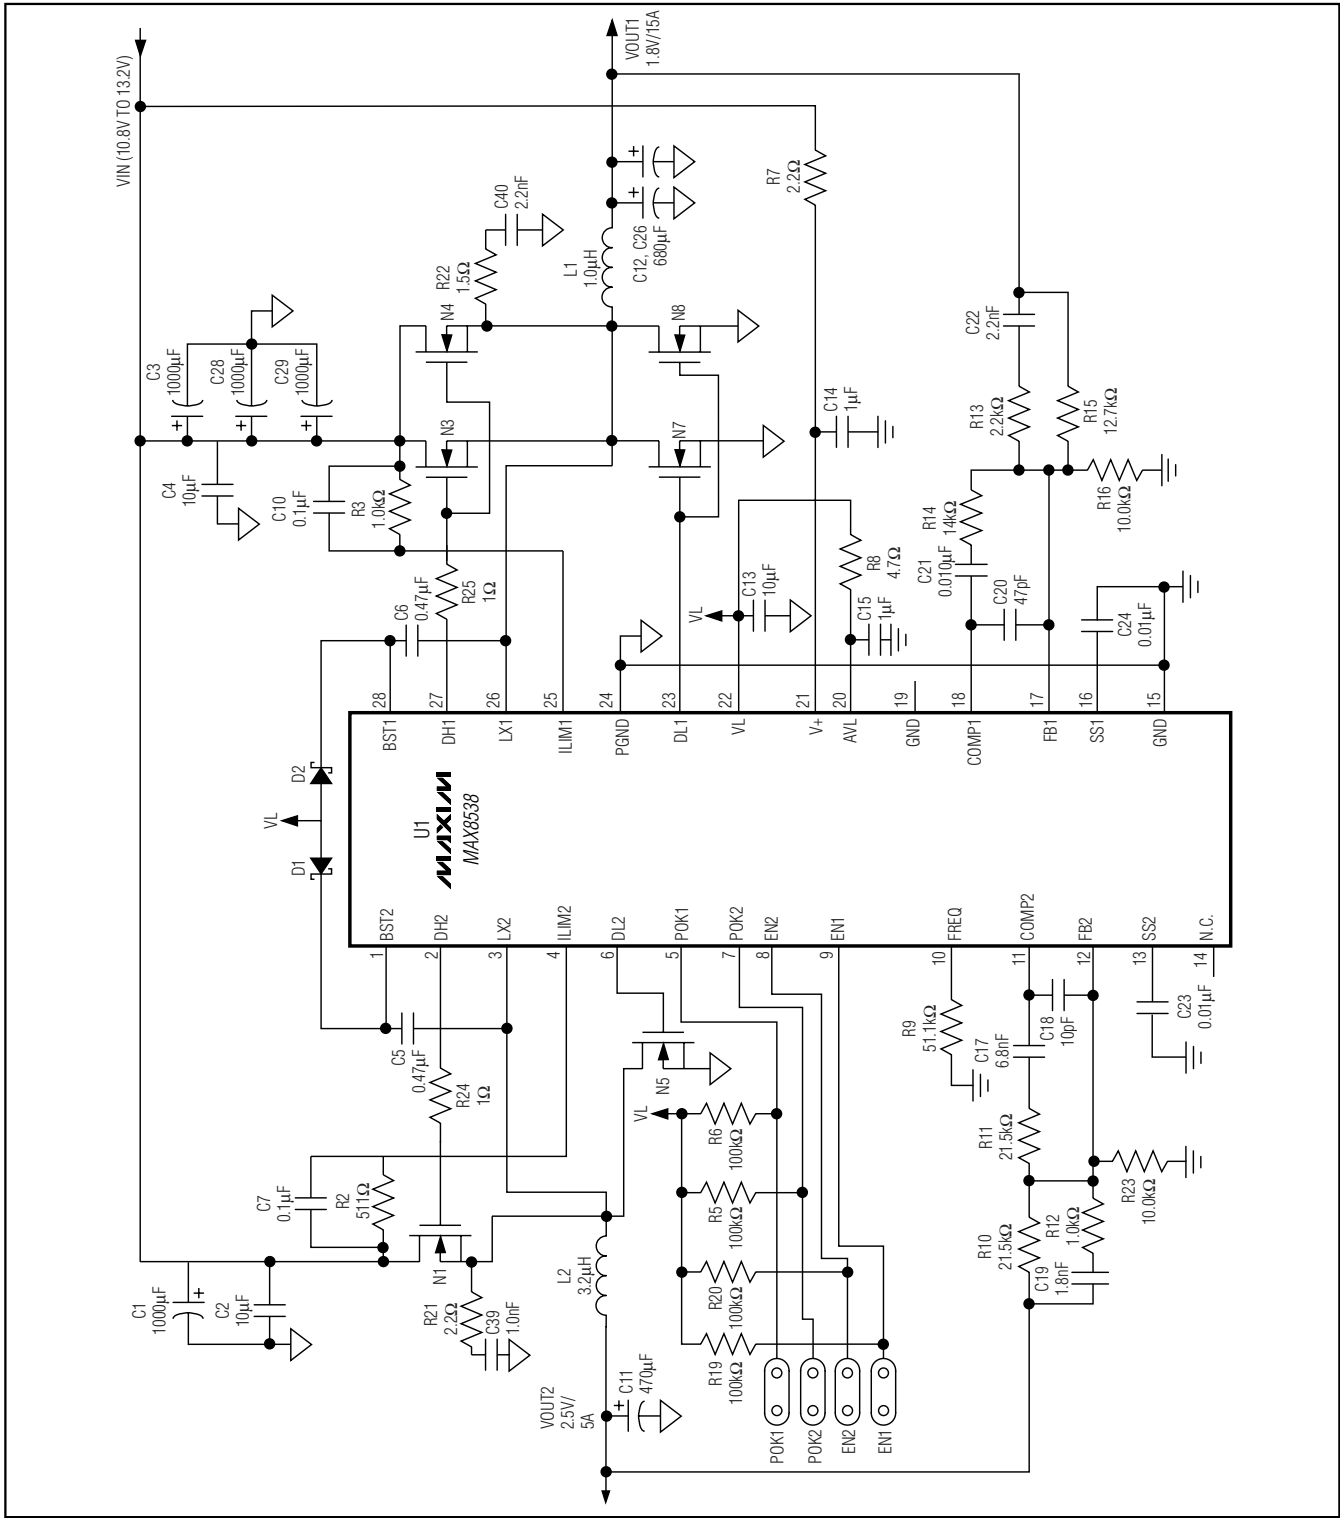 VIN (10.8V TO 13.2V)
VOUT1
1.8V/15A
C3
1000µF
C28
1000µF
C29
1000µF
C4
10µF
C10
0.1µF
R3
1.0kΩ
N3
N4
R22
1.5Ω
C40
2.2nF
L1
1.0µH
C12, C26
680µF
+
+
+
+
+
N7
N8
R7
2.2Ω
C14
1µF
C22
2.2nF
R13
2.2kΩ
R15
12.7kΩ
R16
10.0kΩ
R14
14kΩ
C21
0.010µF
C20
47pF
C24
0.01µF
R8
4.7Ω
C15
1µF
C13
10µF
VL
R25
1Ω
C6
0.47µF
D2
VL
D1
28
27
26
25
24
23
22
21
20
19
18
17
16
15
BST1
DH1
LX1
ILIM1
PGND
DL1
VL
V+
AVL
GND
COMP1
FB1
SS1
GND
U1
MAXIM
MAX8538
BST2
DH2
LX2
ILIM2
DL2
POK1
POK2
EN2
EN1
FREQ
COMP2
FB2
SS2
N.C.
1
2
3
4
6
5
7
8
9
10
11
12
13
14
C5
0.47µF
R24
1Ω
C7
0.1µF
R2
511Ω
N1
N5
C1
1000µF
+
C2
10µF
R21
2.2Ω
C39
1.0nF
L2
3.2µH
VOUT2
2.5V/
5A
C11
470µF
+
VL
R6
100kΩ
R5
100kΩ
R20
100kΩ
R19
100kΩ
POK1
POK2
EN2
EN1
R9
51.1kΩ
C17
6.8nF
C18
10pF
C23
0.01µF
R11
21.5kΩ
R10
21.5kΩ
R12
1.0kΩ
R23
10.0kΩ
C19
1.8nF